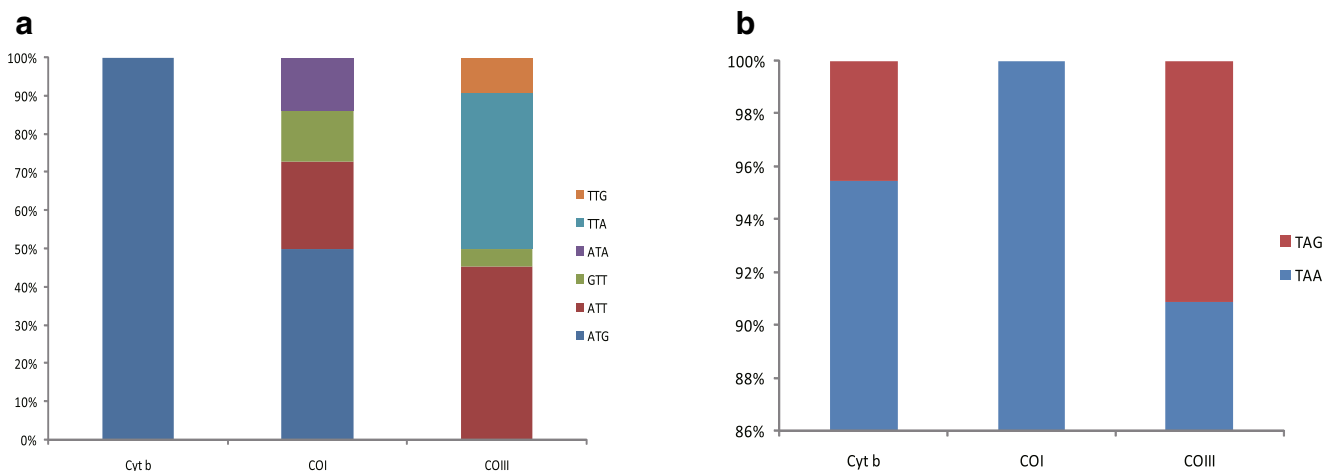 a
100%
90%
80%
70%
60%
50%
40%
30%
20%
10%
0%
Cyt b COI COIII
TTG
TTA
ATA
GTT
ATT
ATG
b
100%
98%
96%
94%
92%
90%
88%
86%
Cyt b COI COIII
TAG
TAA